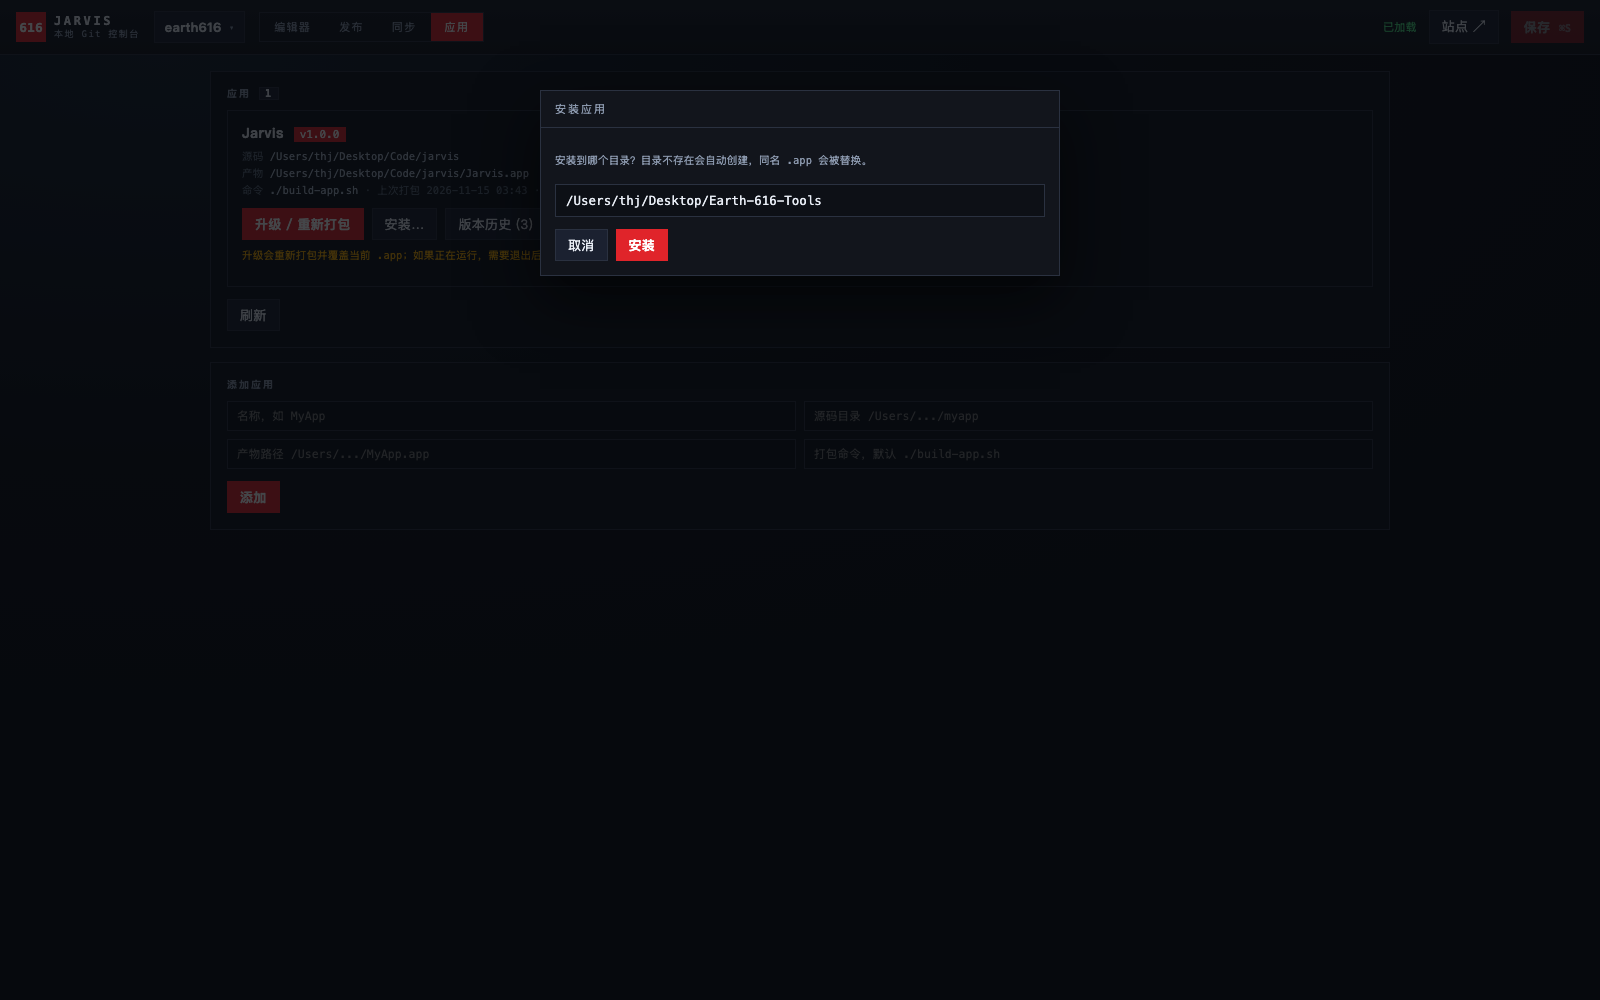 616 JARVIS
本地 Git 控制台
earth616
编辑器 发布 同步 应用
已加载 站点 ↗ 保存 ⌘S
应用 1
Jarvis v1.0.0
源码 /Users/thj/Desktop/Code/jarvis
产物 /Users/thj/Desktop/Code/jarvis/Jarvis.app
命令 ./build-app.sh · 上次打包 2026-11-15 03:43
升级 / 重新打包 安装... 版本历史 (3)
升级会重新打包并覆盖当前 .app；如果正在运行，需要退出后
刷新
安装应用
安装到哪个目录？目录不存在会自动创建，同名 .app 会被替换。
/Users/thj/Desktop/Earth-616-Tools
取消 安装
添加应用
名称，如 MyApp 源码目录 /Users/.../myapp
产物路径 /Users/.../MyApp.app 打包命令，默认 ./build-app.sh
添加